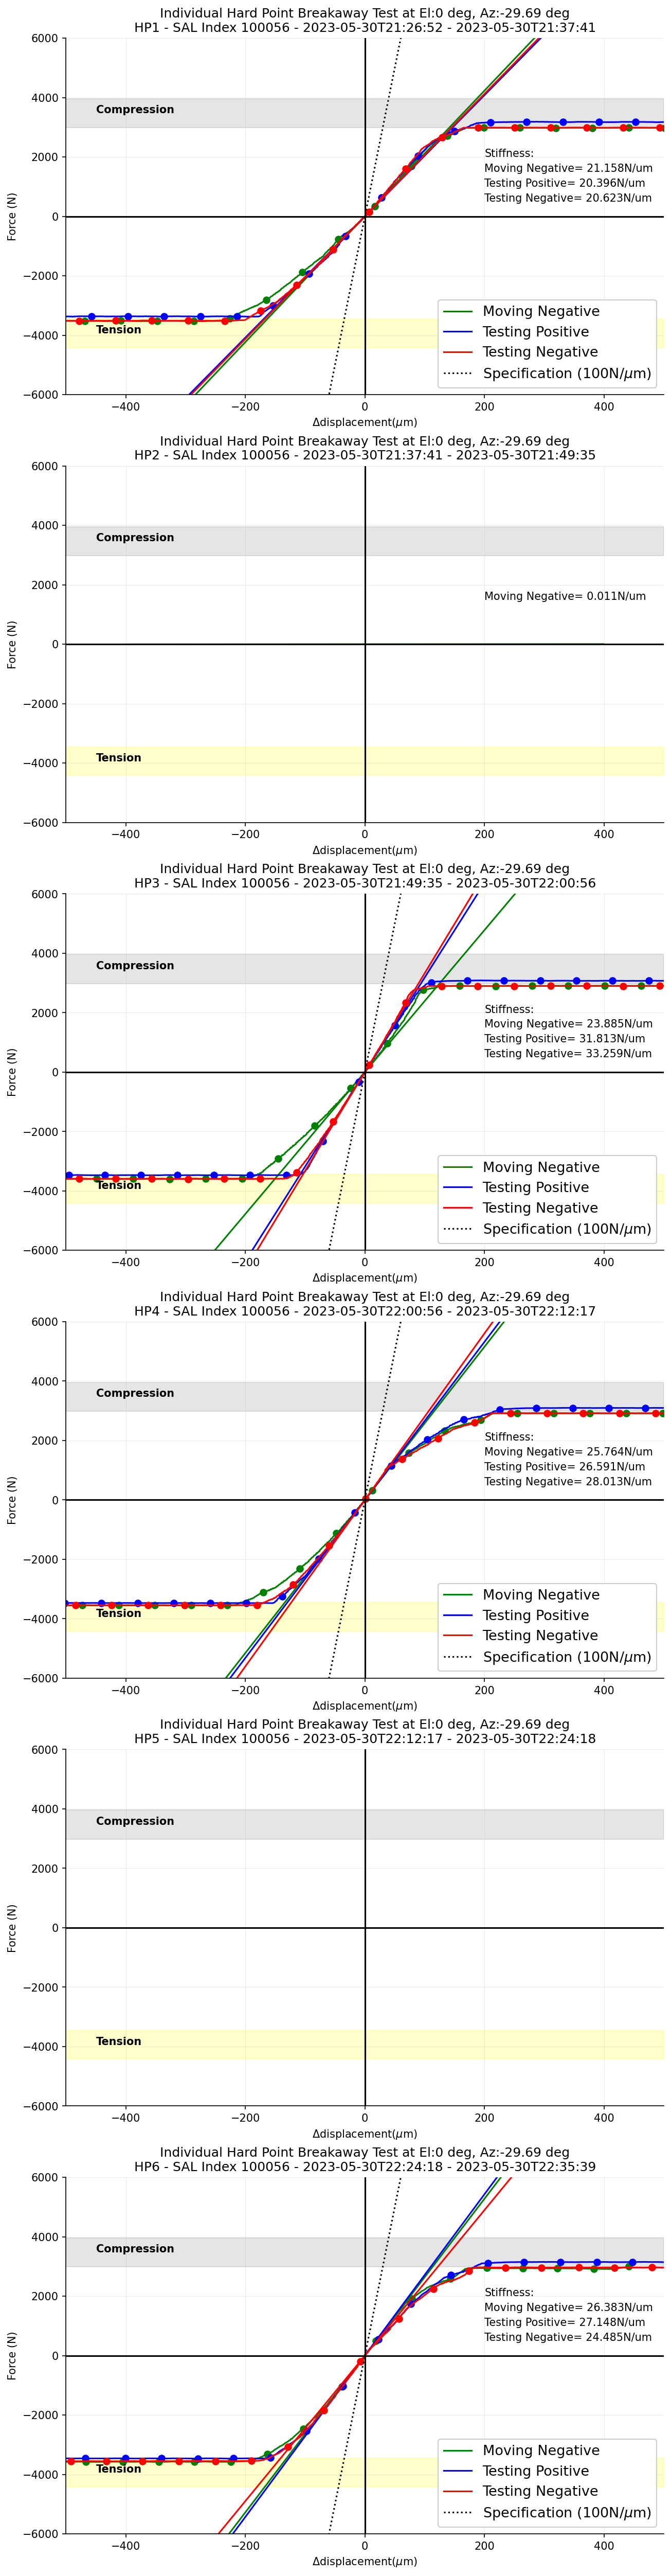 Individual Hard Point Breakaway Test at El:0 deg, Az:-29.69 deg
HP1 - SAL Index 100056 - 2023-05-30T21:26:52 - 2023-05-30T21:37:41
6000
4000
Compression
2000
Stiffness:
Moving Negative= 21.158N/um
Testing Positive= 20.396N/um
Testing Negative= 20.623N/um
0
Force (N)
−2000
Moving Negative
Testing Positive
Testing Negative
Specification (100N/μm)
−4000
Tension
−6000
−400 −200 0 200 400
Δdisplacement(μm)
Individual Hard Point Breakaway Test at El:0 deg, Az:-29.69 deg
HP2 - SAL Index 100056 - 2023-05-30T21:37:41 - 2023-05-30T21:49:35
6000
4000
Compression
2000
Moving Negative= 0.011N/um
0
Force (N)
−2000
−4000
Tension
−6000
−400 −200 0 200 400
Δdisplacement(μm)
Individual Hard Point Breakaway Test at El:0 deg, Az:-29.69 deg
HP3 - SAL Index 100056 - 2023-05-30T21:49:35 - 2023-05-30T22:00:56
6000
4000
Compression
2000
Stiffness:
Moving Negative= 23.885N/um
Testing Positive= 31.813N/um
Testing Negative= 33.259N/um
0
Force (N)
−2000
Moving Negative
Testing Positive
Testing Negative
Specification (100N/μm)
−4000
Tension
−6000
−400 −200 0 200 400
Δdisplacement(μm)
Individual Hard Point Breakaway Test at El:0 deg, Az:-29.69 deg
HP4 - SAL Index 100056 - 2023-05-30T22:00:56 - 2023-05-30T22:12:17
6000
4000
Compression
2000
Stiffness:
Moving Negative= 25.764N/um
Testing Positive= 26.591N/um
Testing Negative= 28.013N/um
0
Force (N)
−2000
Moving Negative
Testing Positive
Testing Negative
Specification (100N/μm)
−4000
Tension
−6000
−400 −200 0 200 400
Δdisplacement(μm)
Individual Hard Point Breakaway Test at El:0 deg, Az:-29.69 deg
HP5 - SAL Index 100056 - 2023-05-30T22:12:17 - 2023-05-30T22:24:18
6000
4000
Compression
2000
0
Force (N)
−2000
−4000
Tension
−6000
−400 −200 0 200 400
Δdisplacement(μm)
Individual Hard Point Breakaway Test at El:0 deg, Az:-29.69 deg
HP6 - SAL Index 100056 - 2023-05-30T22:24:18 - 2023-05-30T22:35:39
6000
4000
Compression
2000
Stiffness:
Moving Negative= 26.383N/um
Testing Positive= 27.148N/um
Testing Negative= 24.485N/um
0
Force (N)
−2000
Moving Negative
Testing Positive
Testing Negative
Specification (100N/μm)
−4000
Tension
−6000
−400 −200 0 200 400
Δdisplacement(μm)